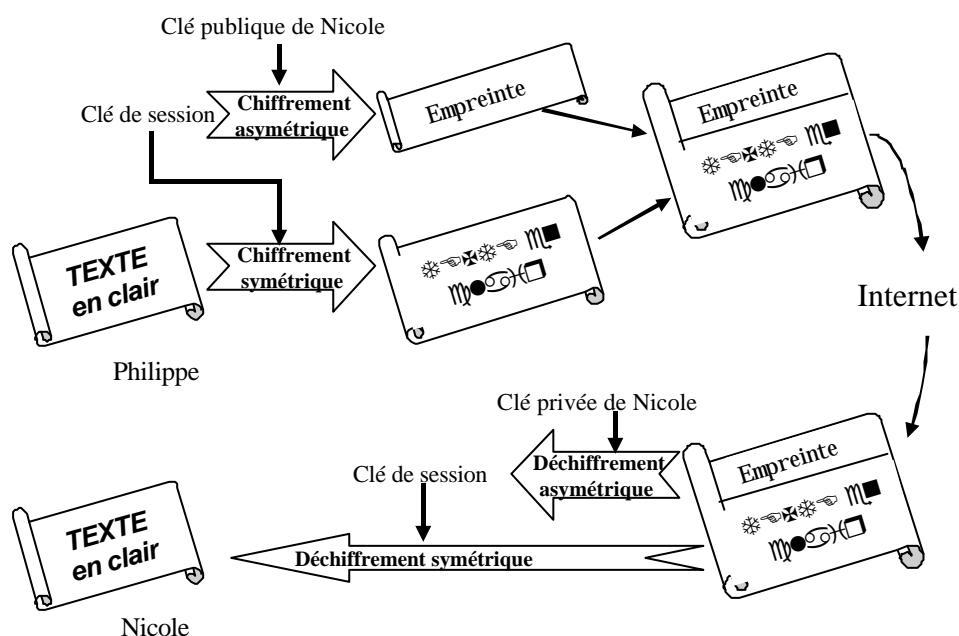 Clé publique de Nicole
Clé de session
Chiffrement
asymétrique
Empreinte
Empreinte
TEXTE
en clair
Chiffrement
symétrique
Philippe
Internet
Clé privée de Nicole
Déchiffrement
asymétrique
Empreinte
Clé de session
TEXTE
en clair
Déchiffrement symétrique
Nicole